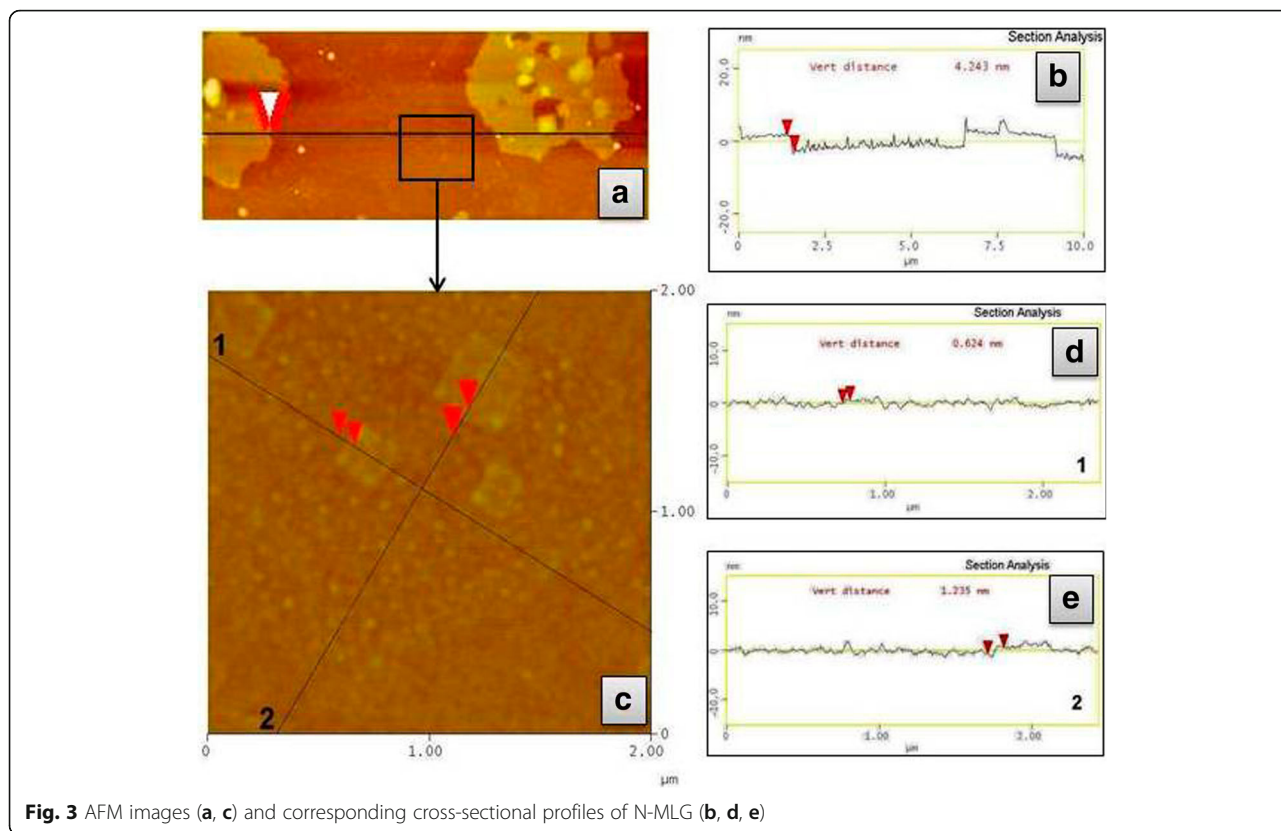 a
nm
Section Analysis
Vert distance 4.243 nm
b
20.0
0
-20.0
0 2.5 5.0 7.5 10.0
µm
1
2
c
2.00
1.00
0
0 1.00 2.00
µm
nm
Section Analysis
Vert distance 0.624 nm
d
10.0
0
-10.0
1
0 1.00 2.00
µm
nm
Section Analysis
Vert distance 1.235 nm
e
10.0
0
-10.0
2
0 1.00 2.00
µm
Fig. 3 AFM images (a, c) and corresponding cross-sectional profiles of N-MLG (b, d, e)